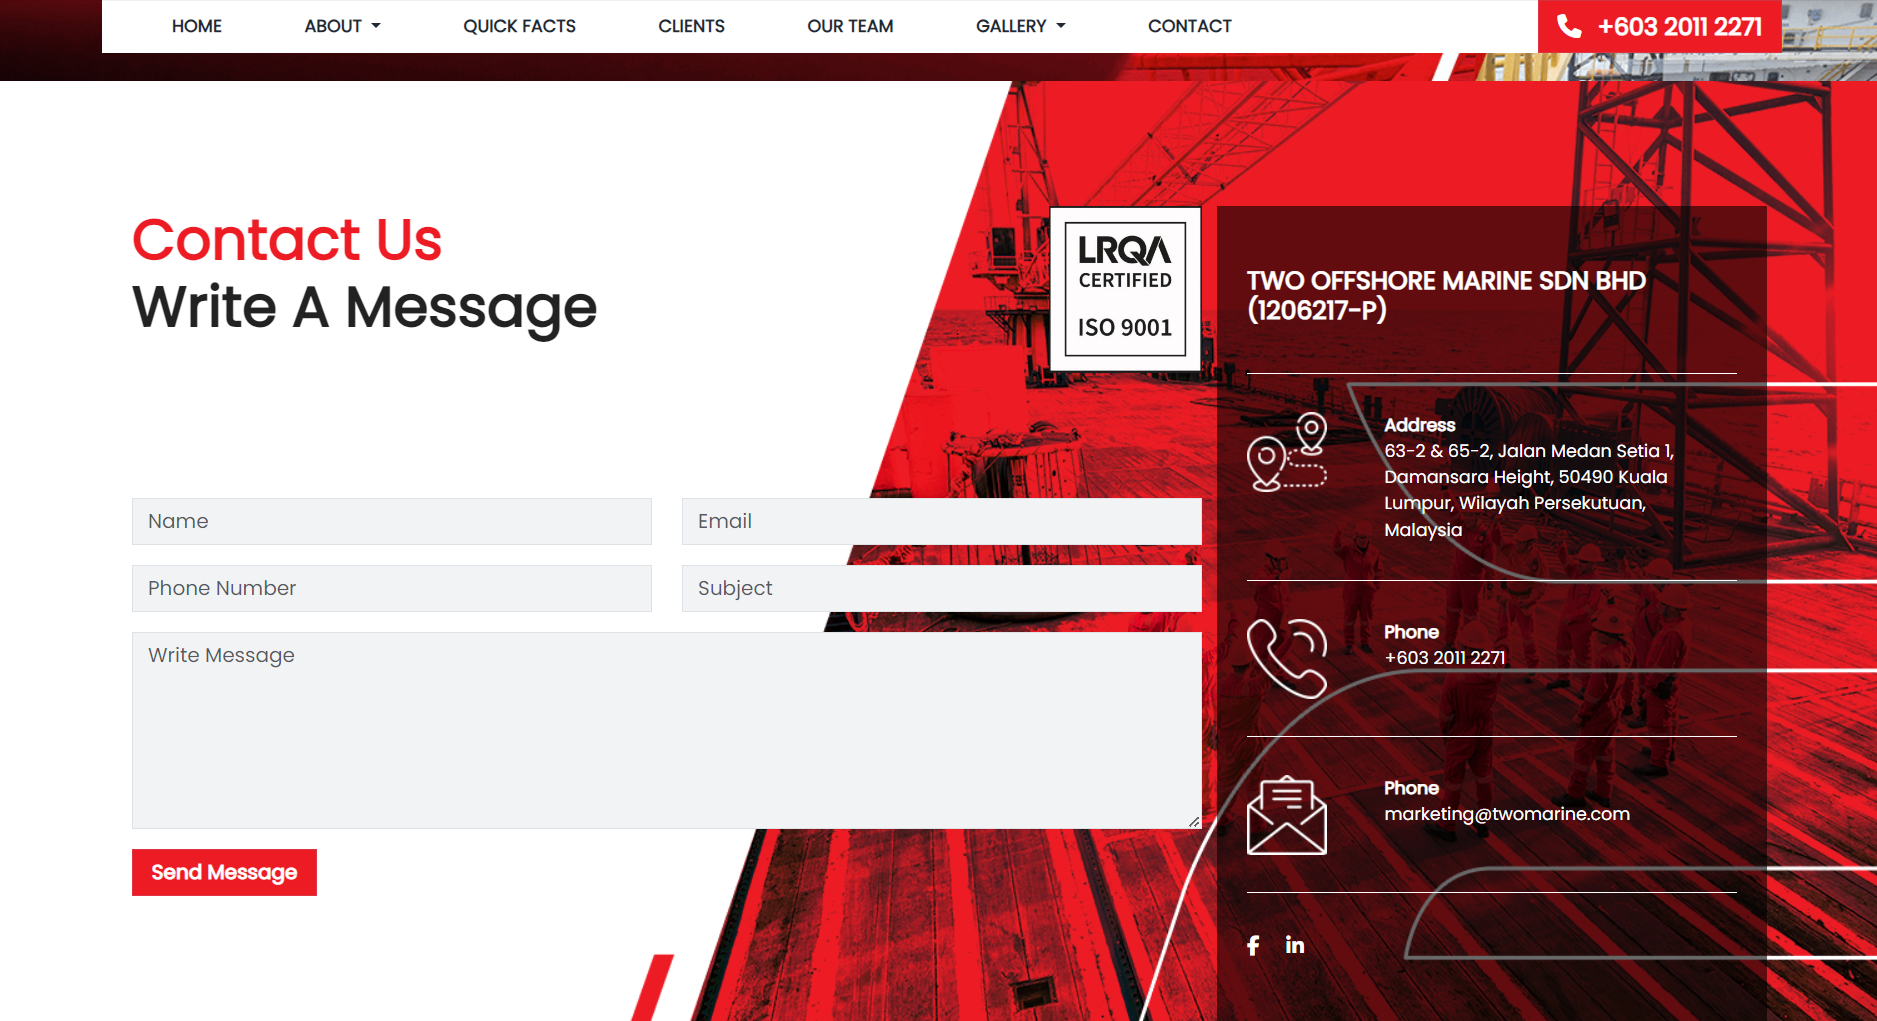 HOME
ABOUT
QUICK FACTS
CLIENTS
OUR TEAM
GALLERY
CONTACT
+603 2011 2271
Contact Us
Write A Message
LRQA
CERTIFIED
ISO 9001
Name
Email
Phone Number
Subject
Write Message
Send Message
TWO OFFSHORE MARINE SDN BHD
(1206217-P)
Address
63-2 & 65-2, Jalan Medan Setia 1,
Damansara Height, 50490 Kuala
Lumpur, Wilayah Persekutuan,
Malaysia
Phone
+603 2011 2271
Phone
marketing@twomarine.com